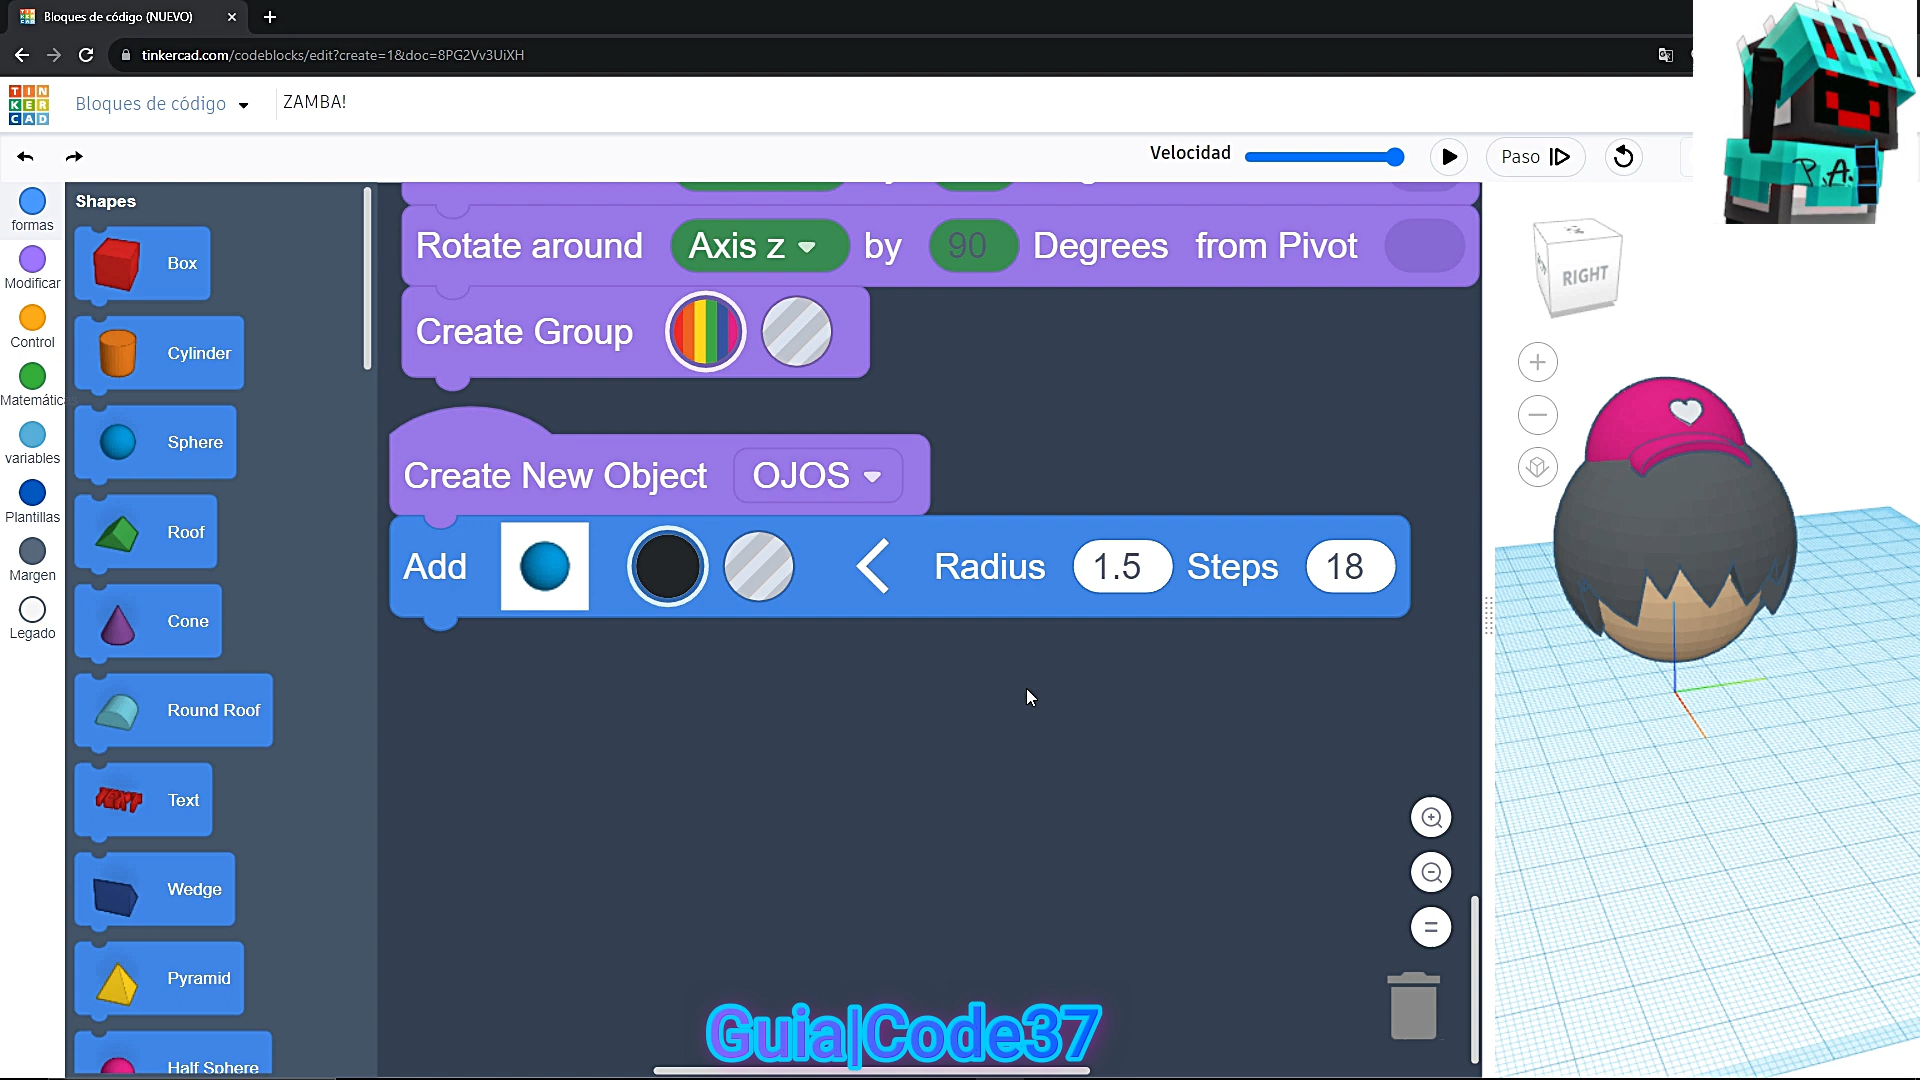 Bloques de código (NUEVO)
tinkercad.com/codeblocks/edit?create=1&doc=8PG2Vv3UiXH
TIN
KER
CAD
Bloques de código
ZAMBA!
Velocidad
Paso
P.A.
formas
Modificar
Control
Matemátic
variables
Plantillas
Margen
Legado
Shapes
Box
Cylinder
Sphere
Roof
Cone
Round Roof
Text
Wedge
Pyramid
Half Sphere
Rotate around Axis z by 90 Degrees from Pivot
Create Group
Create New Object OJOS
Add Radius 1.5 Steps 18
RIGHT
Guia|Code37